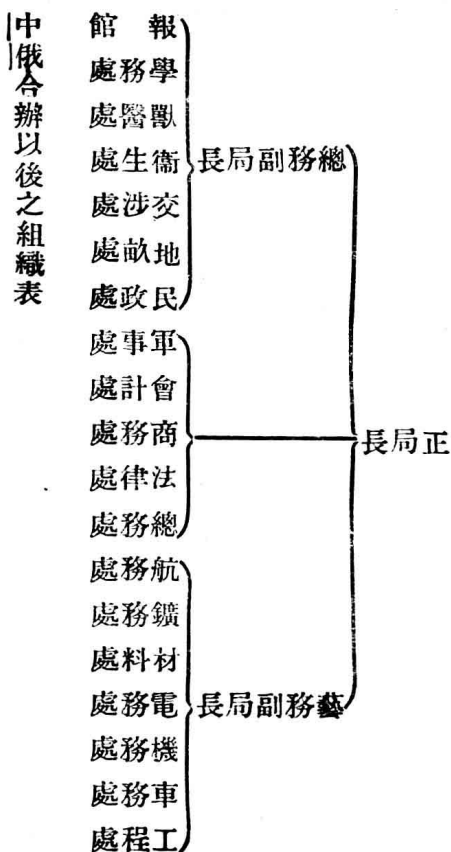 中俄合辦以後之組織表
正局長
總務副局長
報館
學務處
獸醫處
衛生處
交涉處
地畝處
民政處
軍事處
會計處
商務處
法律處
總務處
藝務副局長
航務處
鑛務處
材料處
電務處
機務處
車務處
工程處